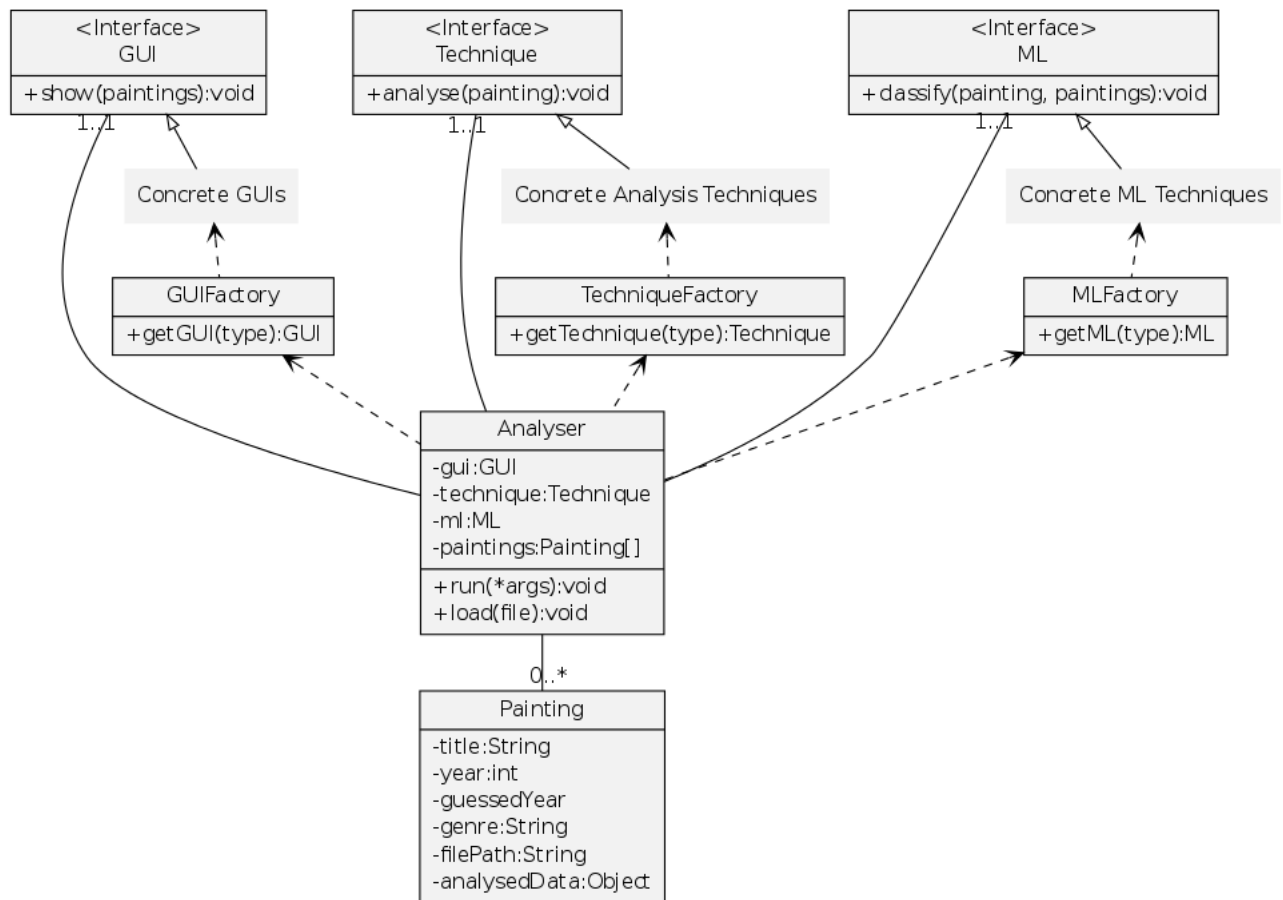 <Interface>
GUI
+show(paintings):void
<Interface>
Technique
+analyse(painting):void
<Interface>
ML
+classify(painting, paintings):void
1..1
1..1
1..1
Concrete GUIs
Concrete Analysis Techniques
Concrete ML Techniques
GUIFactory
+getGUI(type):GUI
TechniqueFactory
+getTechnique(type):Technique
MLFactory
+getML(type):ML
Analyser
-gui:GUI
-technique:Technique
-ml:ML
-paintings:Painting[]
+run(*args):void
+load(file):void
0..*
Painting
-title:String
-year:int
-guessedYear
-genre:String
-filePath:String
-analysedData:Object